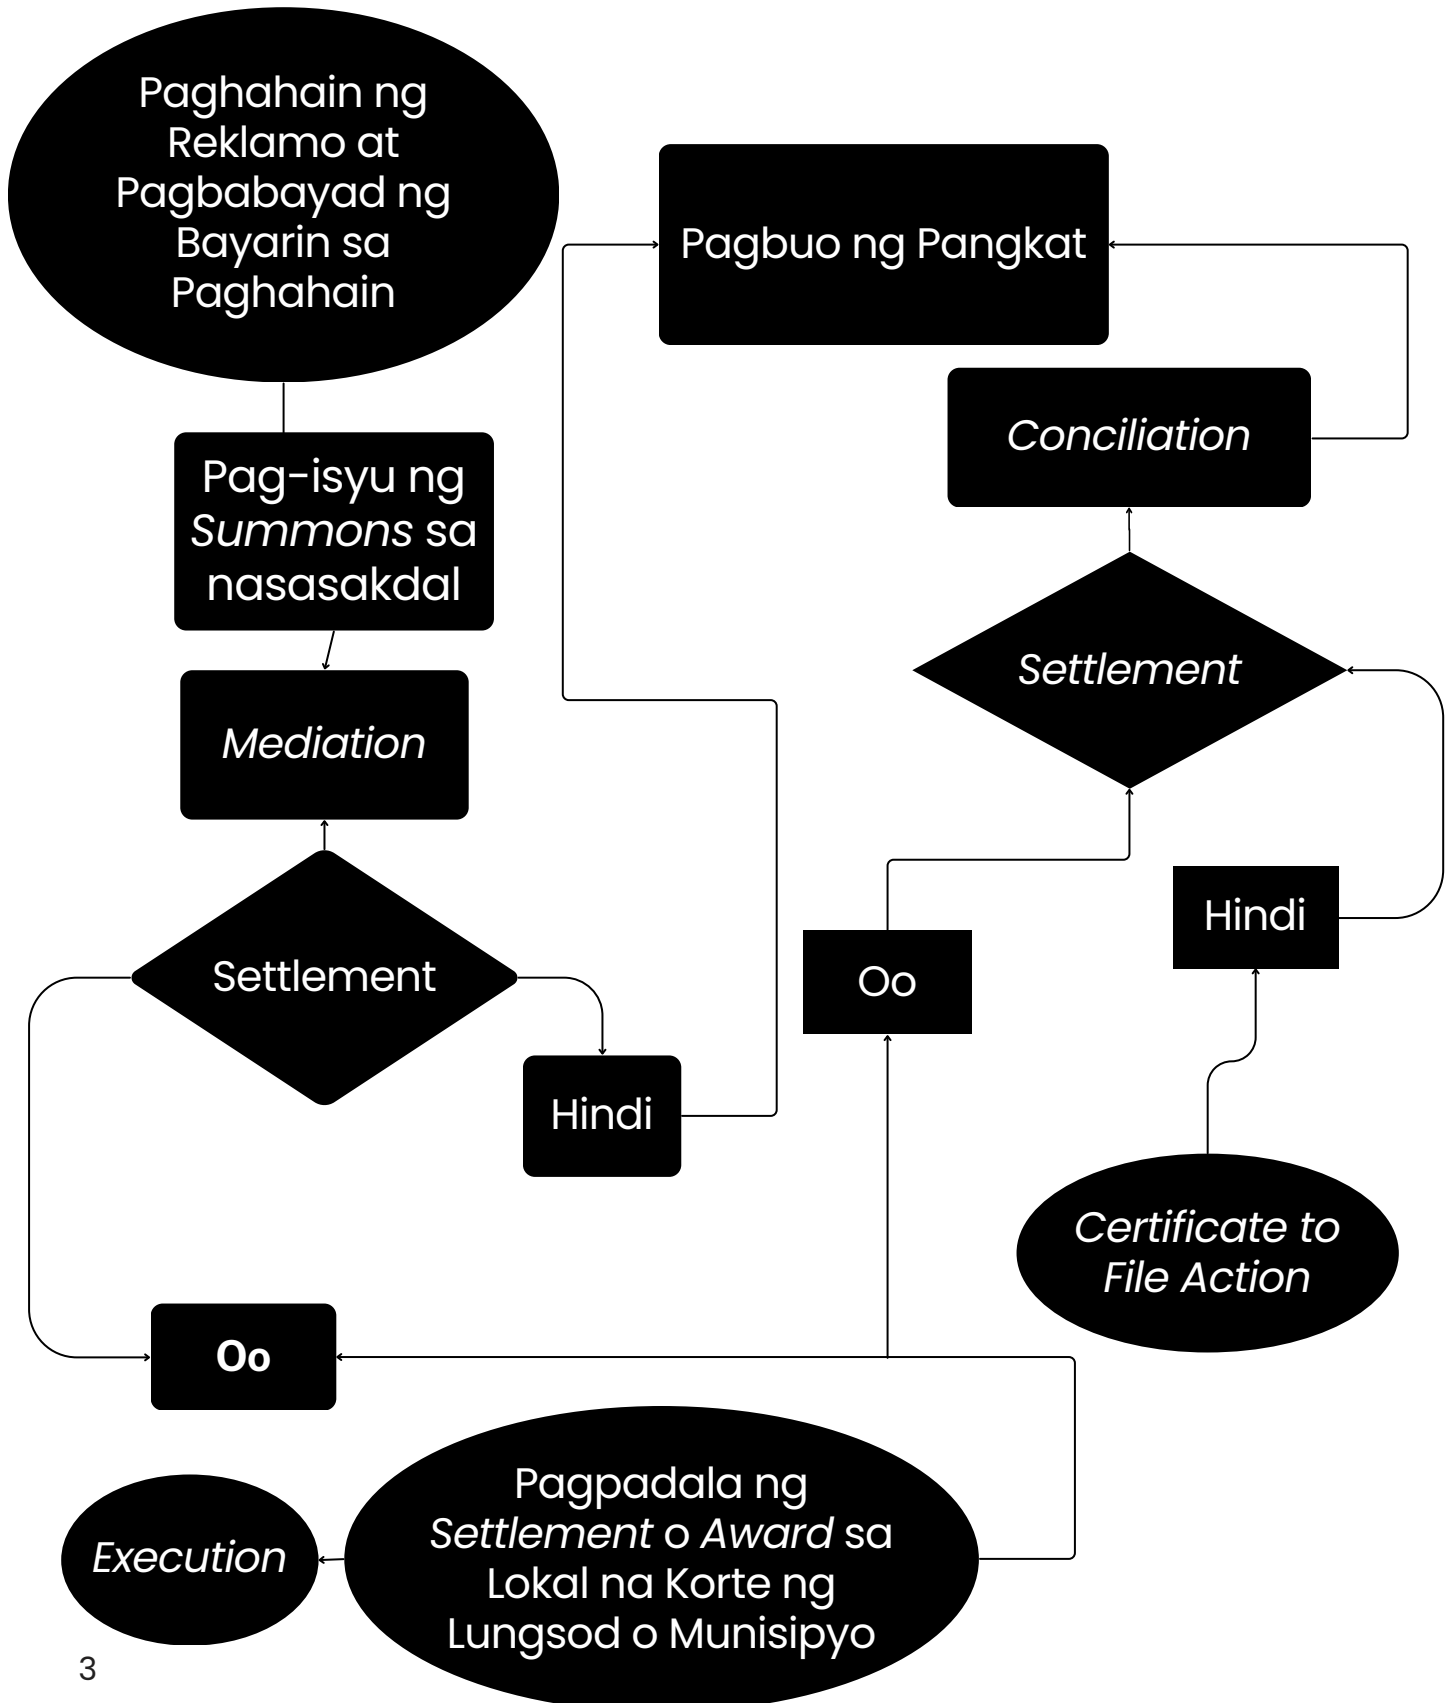 Paghahain ng
Reklamo at
Pagbabayad ng
Bayarin sa
Paghahain
Pag-isyu ng
Summons sa
nasasakdal
Mediation
Settlement
Hindi
Oo
Pagbuo ng Pangkat
Conciliation
Settlement
Oo
Hindi
Certificate to
File Action
Pagpadala ng
Settlement o Award sa
Lokal na Korte ng
Lungsod o Munisipyo
Execution
3